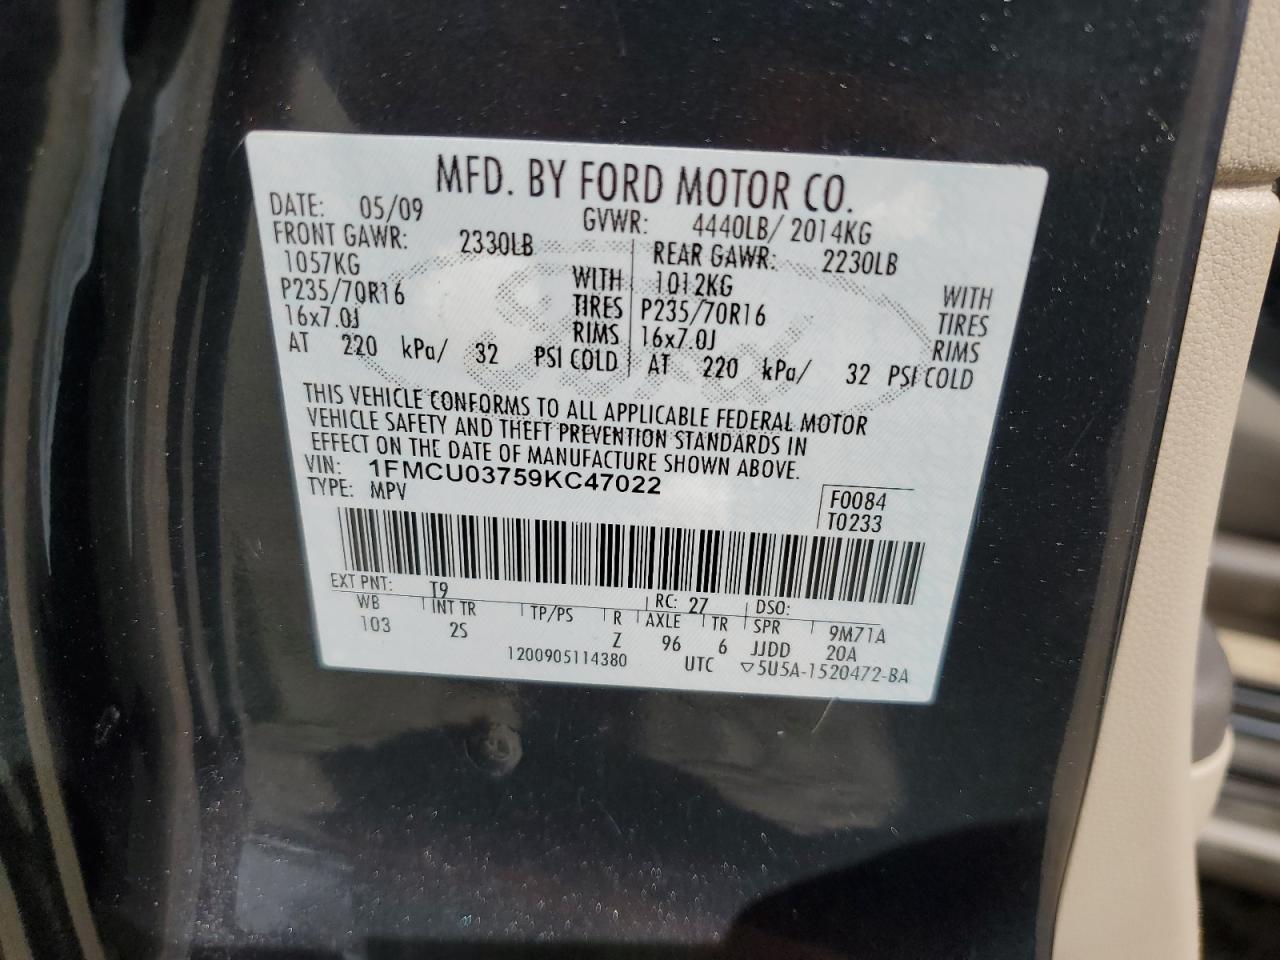 MFD. BY FORD MOTOR CO.
DATE: 05/09 GVWR: 4440LB/ 2014KG
FRONT GAWR: 2330LB REAR GAWR: 2230LB
1057KG WITH 1012KG WITH
P235/70R16 TIRES P235/70R16 TIRES
16x7.0J RIMS 16x7.0J RIMS
AT 220 kPa/ 32 PSI COLD AT 220 kPa/ 32 PSI COLD
THIS VEHICLE CONFORMS TO ALL APPLICABLE FEDERAL MOTOR
VEHICLE SAFETY AND THEFT PREVENTION STANDARDS IN
EFFECT ON THE DATE OF MANUFACTURE SHOWN ABOVE.
VIN: 1FMCU03759KC47022
TYPE: MPV
F0084
T0233
EXT PNT: T9 RC: 27 DSO:
WB INT TR TP/PS R AXLE TR SPR 9M71A
103 2S Z 96 6 JJDD 20A
1200905114380 UTC ▽5U5A-1520472-BA